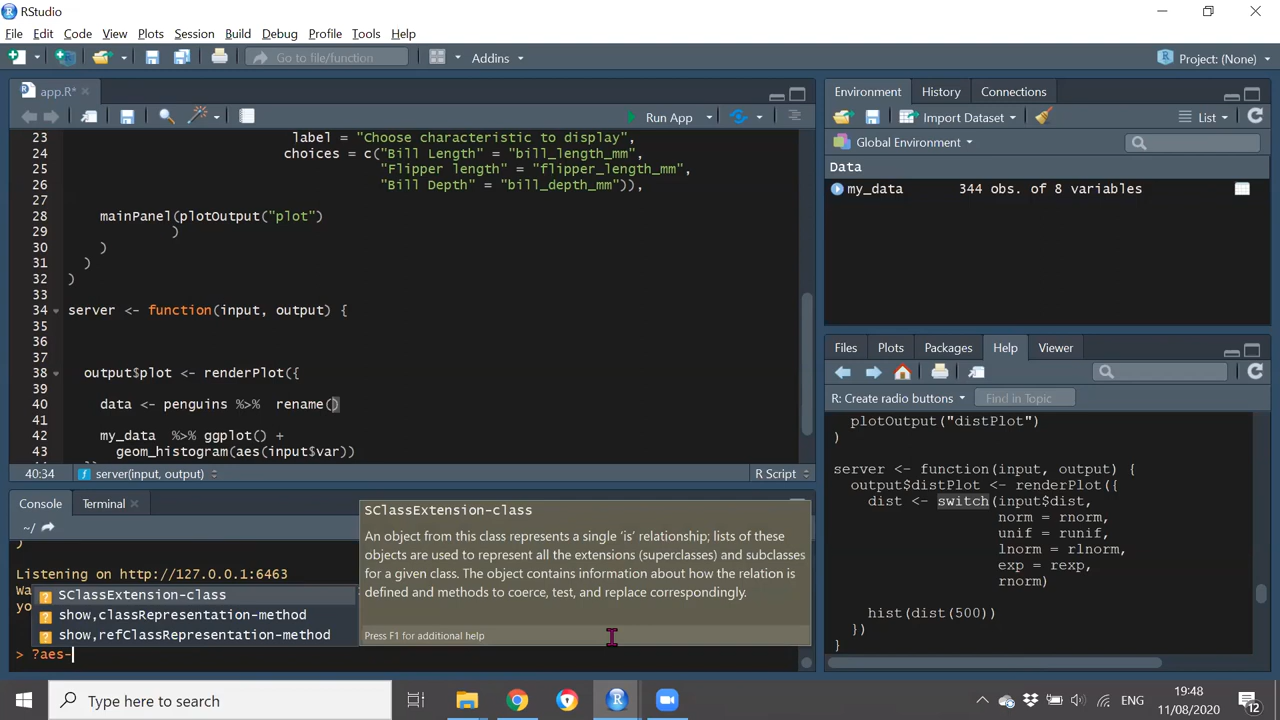 RStudio
File Edit Code View Plots Session Build Debug Profile Tools Help
Go to file/function Addins Project: (None)
app.R*
Run App
23 label = "Choose characteristic to display",
24 choices = c("Bill Length" = "bill_length_mm",
25 "Flipper length" = "flipper_length_mm",
26 "Bill Depth" = "bill_depth_mm")),
27
28 mainPanel(plotOutput("plot")
29 )
30 )
31 )
32 )
33
34 server <- function(input, output) {
35
36
37
38 output$plot <- renderPlot({
39
40 data <- penguins %>% rename()
41
42 my_data %>% ggplot() +
43 geom_histogram(aes(input$var))
40:34 server(input, output) R Script
Console Terminal
~/
)
Listening on http://127.0.0.1:6463
Wa
yo
SClassExtension-class
show,classRepresentation-method
show,refClassRepresentation-method
> ?aes-
SClassExtension-class
An object from this class represents a single ‘is’ relationship; lists of these
objects are used to represent all the extensions (superclasses) and subclasses
for a given class. The object contains information about how the relation is
defined and methods to coerce, test, and replace correspondingly.
Press F1 for additional help
Environment History Connections
Import Dataset List
Global Environment
Data
my_data 344 obs. of 8 variables
Files Plots Packages Help Viewer
R: Create radio buttons Find in Topic
plotOutput("distPlot")
)
server <- function(input, output) {
output$distPlot <- renderPlot({
dist <- switch(input$dist,
norm = rnorm,
unif = runif,
lnorm = rlnorm,
exp = rexp,
rnorm)
hist(dist(500))
})
}
Type here to search
ENG
19:48
11/08/2020
12